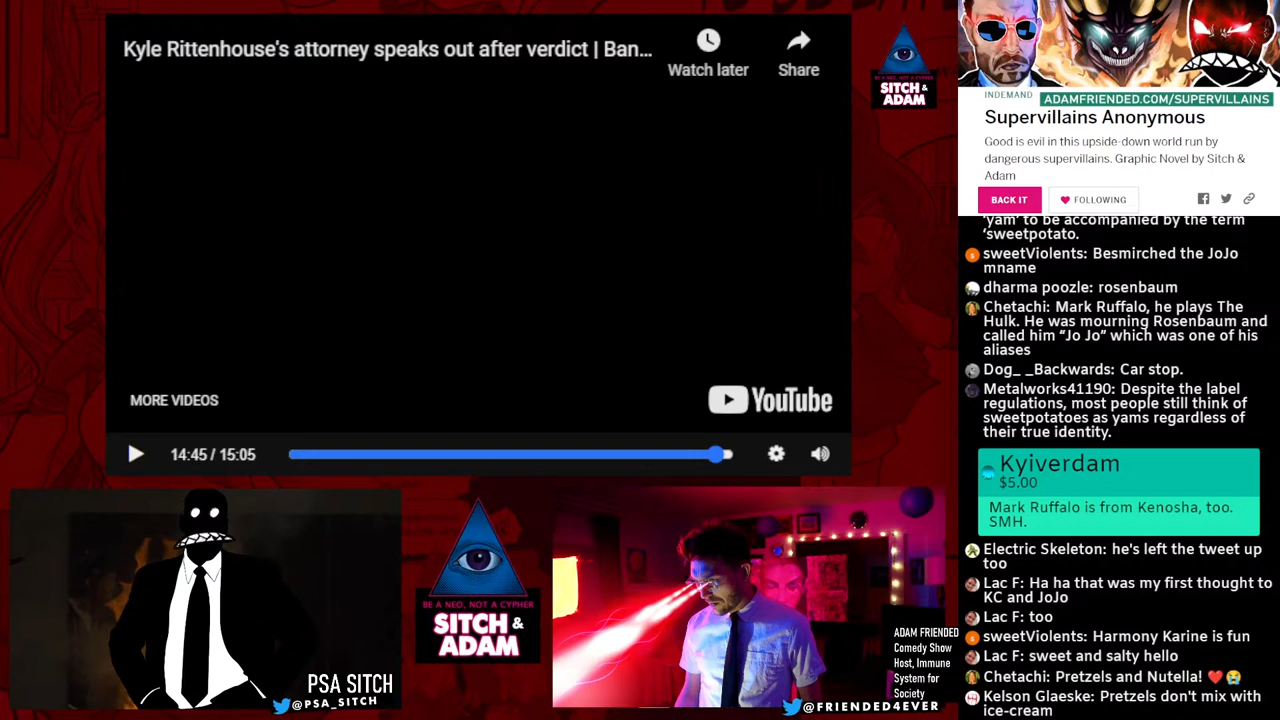 Kyle Rittenhouse's attorney speaks out after verdict | Ban...
Watch later
Share
BE A NEO, NOT A CYPHER
SITCH &
ADAM
MORE VIDEOS
YouTube
14:45 / 15:05
INDEMAND
ADAMFRIENDED.COM/SUPERVILLAINS
Supervillains Anonymous
Good is evil in this upside-down world run by
dangerous supervillains. Graphic Novel by Sitch &
Adam
BACK IT
FOLLOWING
'yam' to be accompanied by the term
'sweetpotato.
sweetViolents: Besmirched the JoJo
mname
dharma poozle: rosenbaum
Chetachi: Mark Ruffalo, he plays The
Hulk. He was mourning Rosenbaum and
called him “Jo Jo” which was one of his
aliases
Dog_ _Backwards: Car stop.
Metalworks41190: Despite the label
regulations, most people still think of
sweetpotatoes as yams regardless of
their true identity.
Kyiverdam
$5.00
Mark Ruffalo is from Kenosha, too.
SMH.
Electric Skeleton: he's left the tweet up
too
Lac F: Ha ha that was my first thought to
KC and JoJo
Lac F: too
sweetViolents: Harmony Karine is fun
Lac F: sweet and salty hello
Chetachi: Pretzels and Nutella! ❤️😭
Kelson Glaeske: Pretzels don't mix with
ice-cream
PSA SITCH
@PSA_SITCH
BE A NEO, NOT A CYPHER
SITCH &
ADAM
ADAM FRIENDED
Comedy Show
Host, Immune
System for
Society
@FRIENDED4EVER